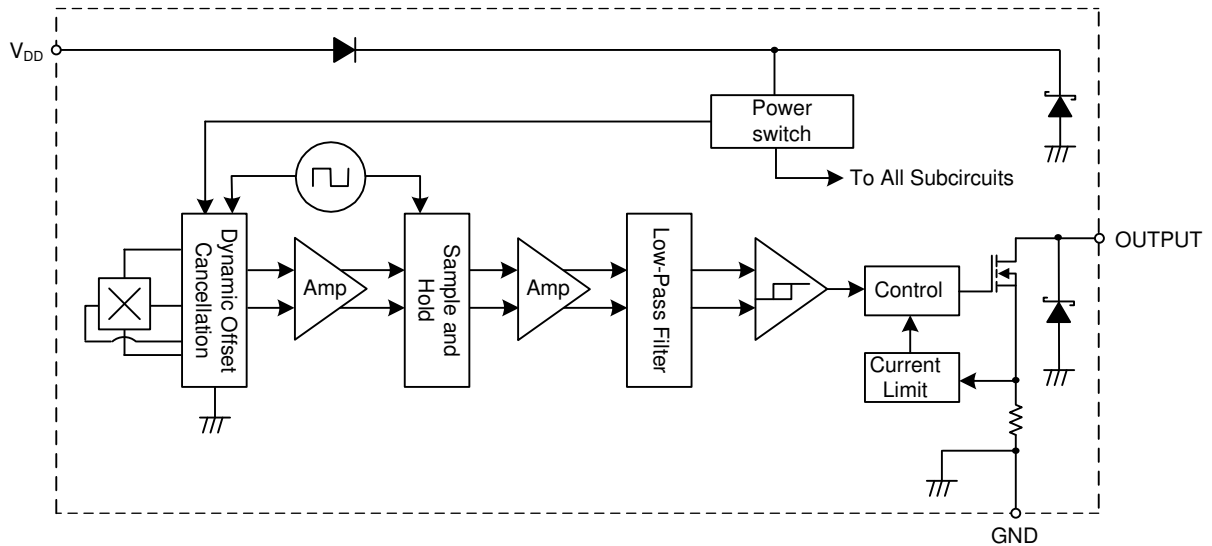 VDD
Power
switch
To All Subcircuits
OUTPUT
Dynamic Offset
Cancellation
Amp
Sample and
Hold
Amp
Low-Pass Filter
Control
Current
Limit
GND